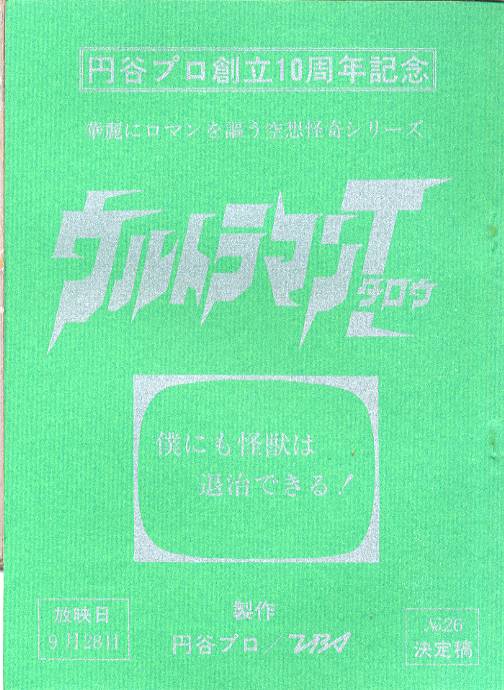 円谷プロ創立10周年記念
華麗にロマンを謳う空想怪奇シリーズ
ウルトラマンT
タロウ
僕にも怪獣は
退治できる!
放映日
9月28日
製作
円谷プロ/TBS
No.26
決定稿